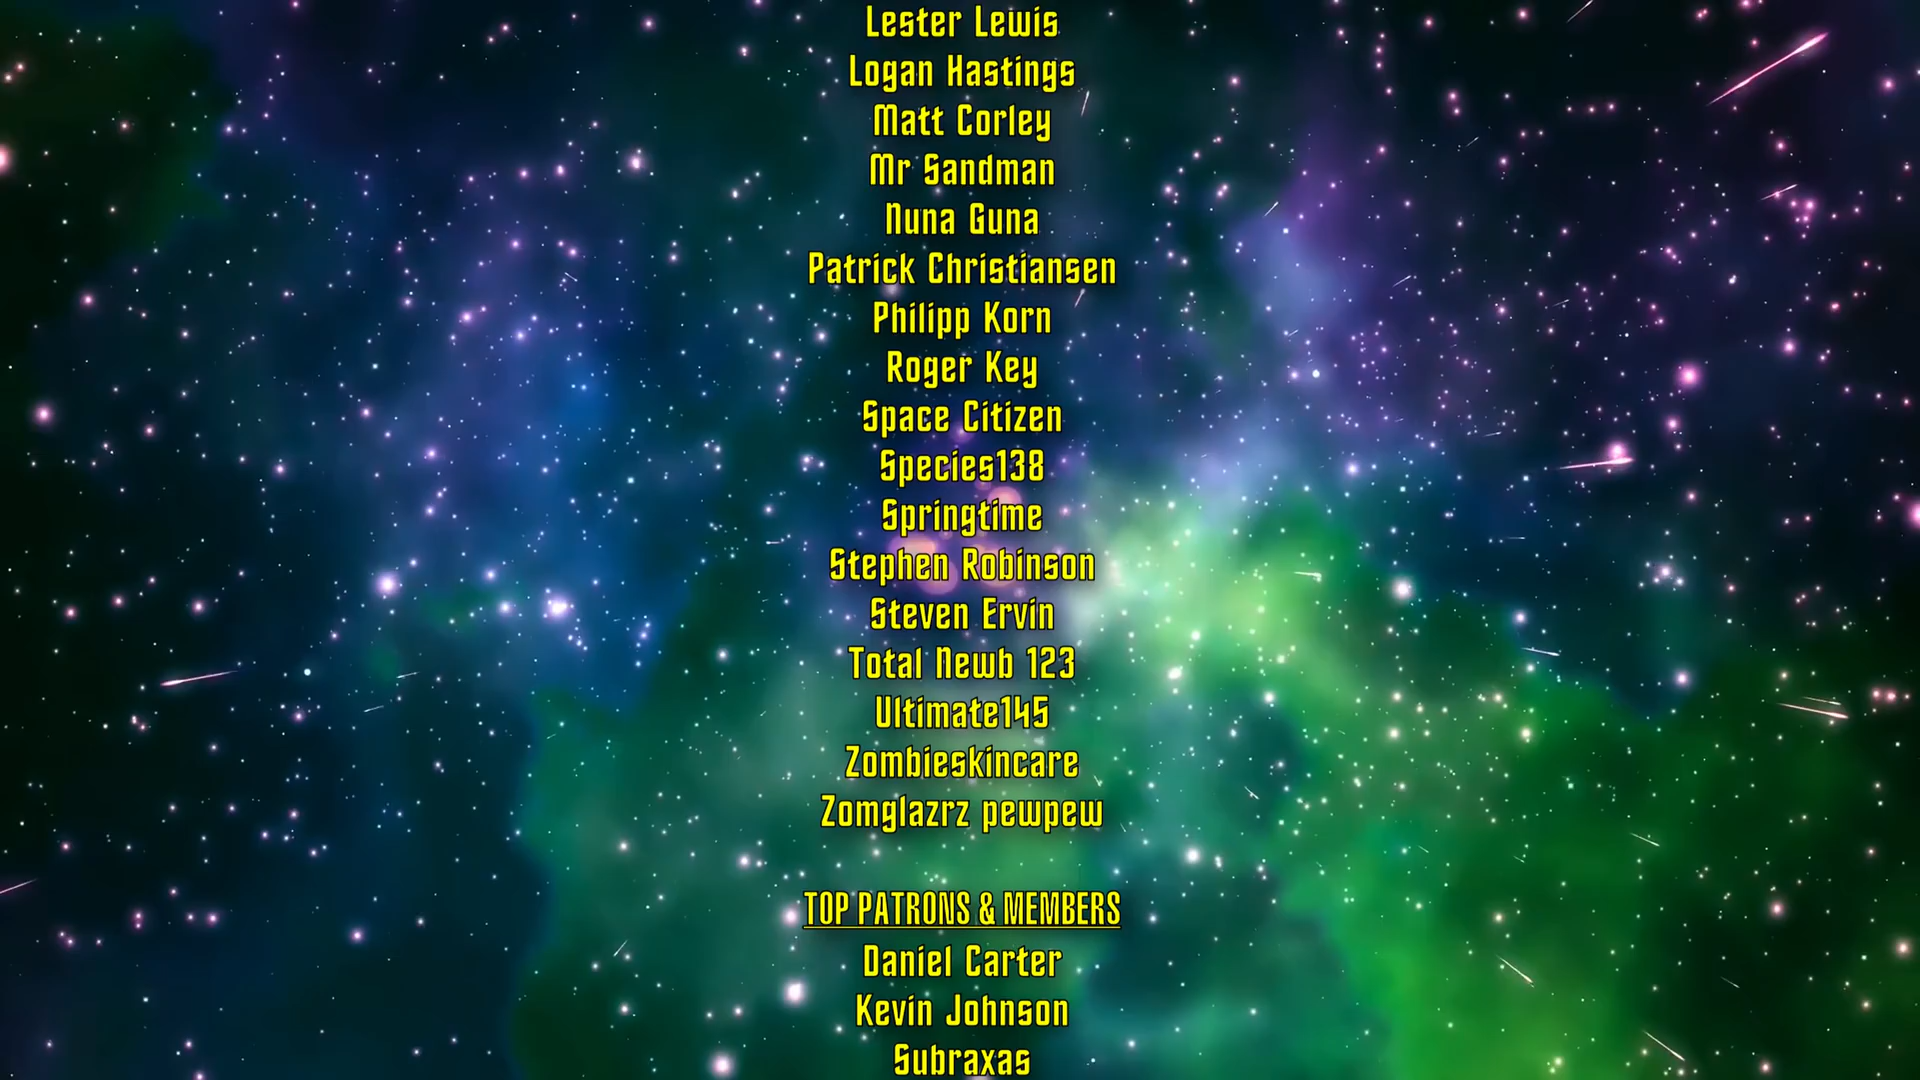 Lester Lewis
Logan Hastings
Matt Corley
Mr Sandman
Nuna Guna
Patrick Christiansen
Philipp Korn
Roger Key
Space Citizen
Species138
Springtime
Stephen Robinson
Steven Ervin
Total Newb 123
Ultimate145
Zombieskincare
Zomglazrz pewpew
TOP PATRONS & MEMBERS
Daniel Carter
Kevin Johnson
Subraxas